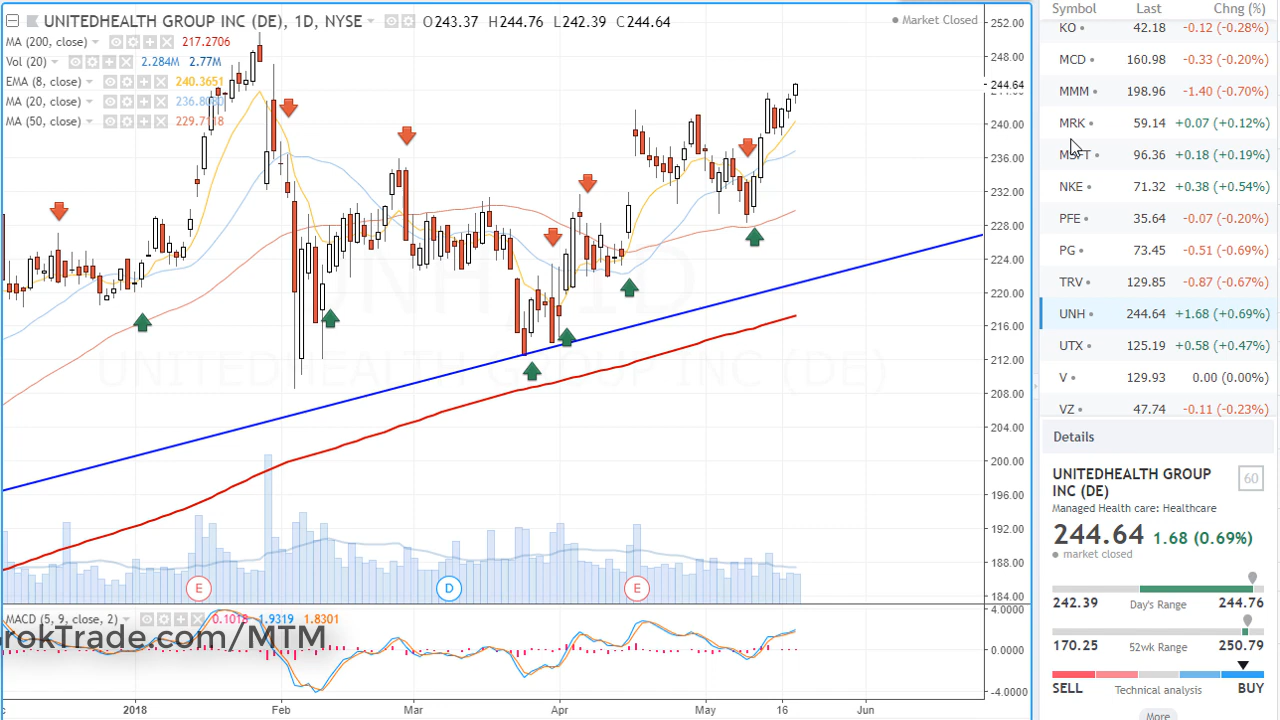 UNITEDHEALTH GROUP INC (DE), 1D, NYSE O243.37 H244.76 L242.39 C244.64
Market Closed
MA (200, close) 217.2706
Vol (20) 2.284M 2.77M
EMA (8, close) 240.3651
MA (20, close)
MA (50, close)
252.00
248.00
244.64
240.00
236.00
232.00
228.00
224.00
220.00
216.00
212.00
208.00
204.00
200.00
196.00
192.00
188.00
184.00
UNH, 1D
UNITEDHEALTH GROUP INC (DE)
E
D
E
MACD (5, 9, close, 2) 0.1013 1.9319 1.8301
rokTrade.com/MTM
4.0000
0.0000
-4.0000
2018 Feb Mar Apr May 16 Jun
Symbol Last Chng (%)
KO 42.18 -0.12 (-0.28%)
MCD 160.98 -0.33 (-0.20%)
MMM 198.96 -1.40 (-0.70%)
MRK 59.14 +0.07 (+0.12%)
MSFT 96.36 +0.18 (+0.19%)
NKE 71.32 +0.38 (+0.54%)
PFE 35.64 -0.07 (-0.20%)
PG 73.45 -0.51 (-0.69%)
TRV 129.85 -0.87 (-0.67%)
UNH 244.64 +1.68 (+0.69%)
UTX 125.19 +0.58 (+0.47%)
V 129.93 0.00 (0.00%)
VZ 47.74 -0.11 (-0.23%)
Details
UNITEDHEALTH GROUP
INC (DE)
60
Managed Health care: Healthcare
244.64 1.68 (0.69%)
market closed
242.39 Day's Range 244.76
170.25 52wk Range 250.79
SELL Technical analysis BUY
More